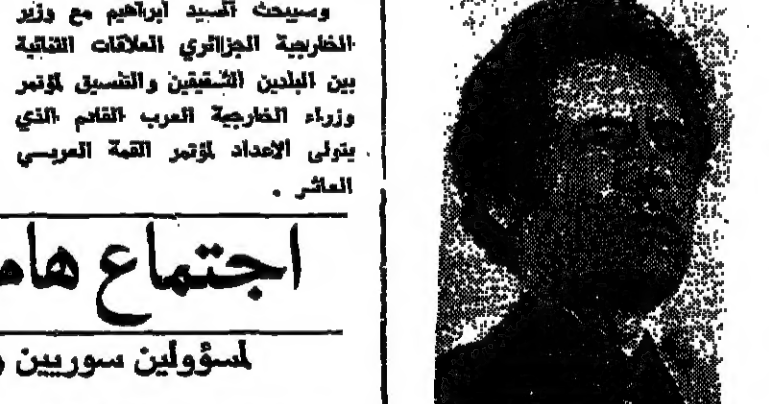 وسيبحث السيد ابراهيم مع وزير
الخارجية الجزائري العلاقات الثنائية
بين البلدين الشقيقين والتنسيق لمؤتمر
وزراء الخارجية العرب القادم الذي
يتولى الاعداد لمؤتمر القمة العربي
العاشر .
اجتماع هام
لمسؤولين سوريين و